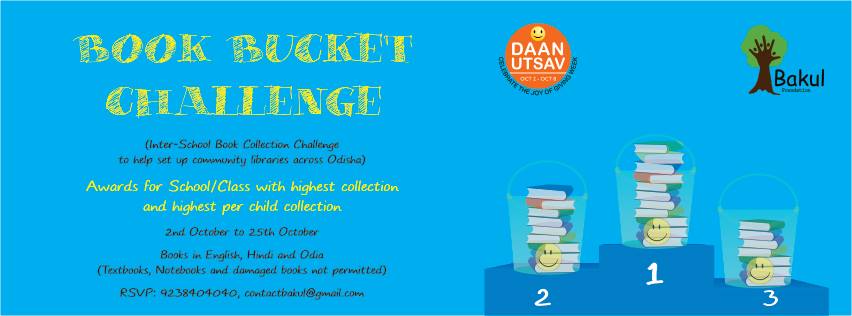 BOOK BUCKET
CHALLENGE
(Inter-School Book Collection Challenge
to help set up community libraries across Odisha)
Awards for School/Class with highest collection
and highest per child collection
2nd October to 25th October
Books in English, Hindi and Odia
(Textbooks, Notebooks and damaged books not permitted)
RSVP: 9238404040, contactbakul@gmail.com
DAAN
UTSAV
OCT 2 - OCT 8
CELEBRATE THE JOY OF GIVING WEEK
Bakul
Foundation
2
1
3